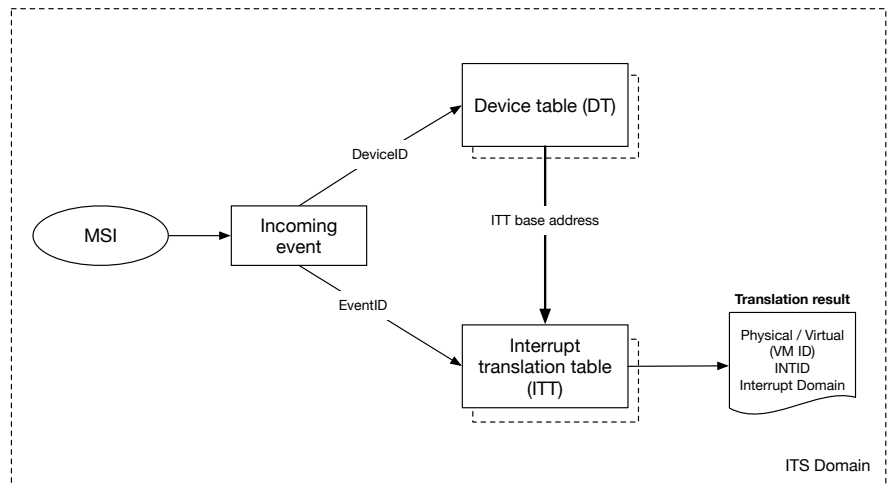 Device table (DT)
DeviceID
MSI
Incoming
event
ITT base address
EventID
Interrupt
translation table
(ITT)
Translation result
Physical / Virtual
(VM ID)
INTID
Interrupt Domain
ITS Domain